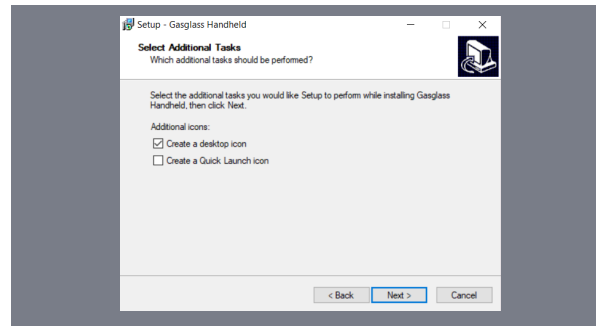 Setup - Gasglass Handheld
Select Additional Tasks
Which additional tasks should be performed?
Select the additional tasks you would like Setup to perform while installing Gasglass
Handheld, then click Next.
Additional icons:
Create a desktop icon
Create a Quick Launch icon
< Back Next > Cancel